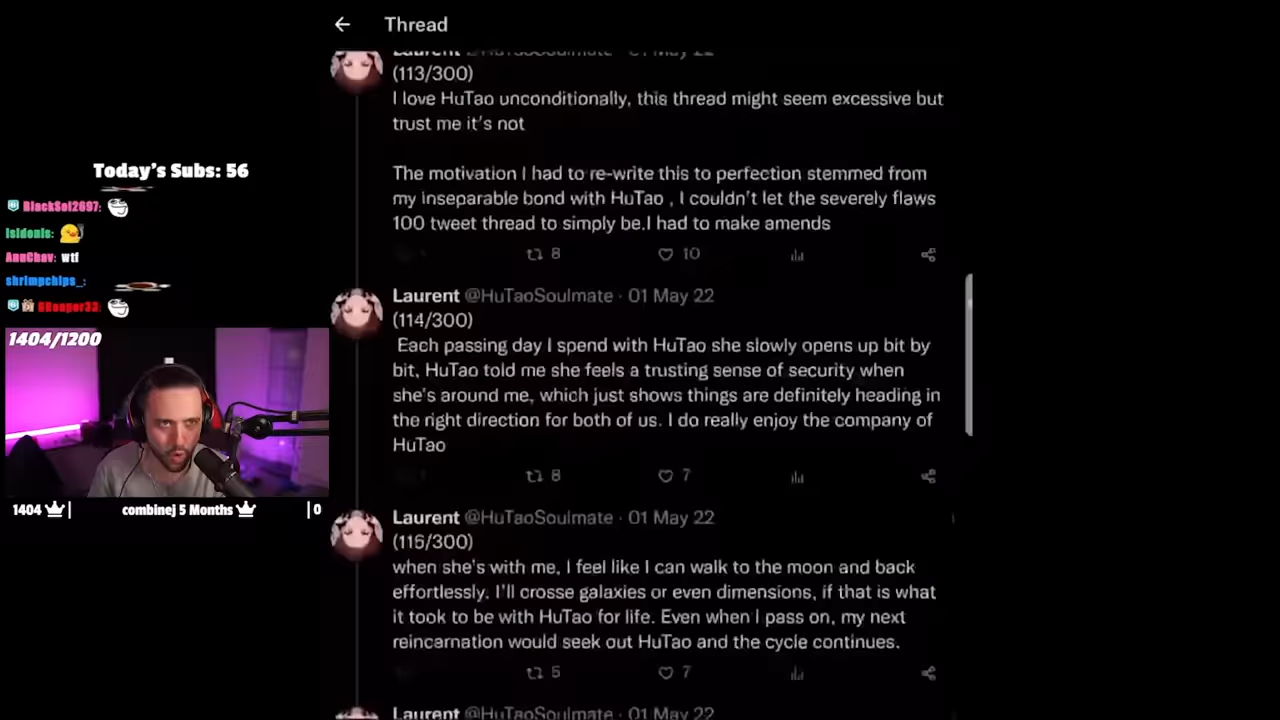 Thread
Laurent @HuTaoSoulmate · 01 May 22
(113/300)
I love HuTao unconditionally, this thread might seem excessive but
trust me it's not
The motivation I had to re-write this to perfection stemmed from
my inseparable bond with HuTao , I couldn't let the severely flaws
100 tweet thread to simply be.I had to make amends
8
10
Laurent @HuTaoSoulmate · 01 May 22
(114/300)
Each passing day I spend with HuTao she slowly opens up bit by
bit, HuTao told me she feels a trusting sense of security when
she's around me, which just shows things are definitely heading in
the right direction for both of us. I do really enjoy the company of
HuTao
8
7
Laurent @HuTaoSoulmate · 01 May 22
(115/300)
when she's with me, I feel like I can walk to the moon and back
effortlessly. I'll crosse galaxies or even dimensions, if that is what
it took to be with HuTao for life. Even when I pass on, my next
reincarnation would seek out HuTao and the cycle continues.
5
7
Laurent @HuTaoSoulmate · 01 May 22
Today's Subs: 56
BlackSol2697:
Isidonis:
AnuChav: wtf
shrimpchips_:
GReaper33:
1404/1200
1404 |
combinej 5 Months
| 0